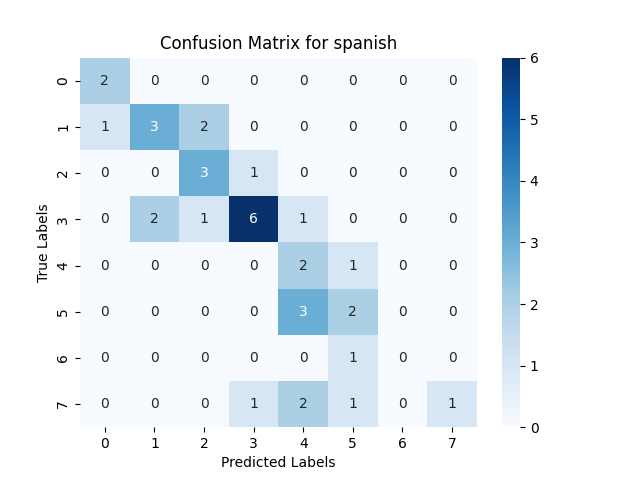 Confusion Matrix for spanish
0 2 0 0 0 0 0 0 0
1 1 3 2 0 0 0 0 0
2 0 0 3 1 0 0 0 0
3 0 2 1 6 1 0 0 0
4 0 0 0 0 2 1 0 0
5 0 0 0 0 3 2 0 0
6 0 0 0 0 0 1 0 0
7 0 0 0 1 2 1 0 1
0 1 2 3 4 5 6 7
True Labels
Predicted Labels
6
5
4
3
2
1
0